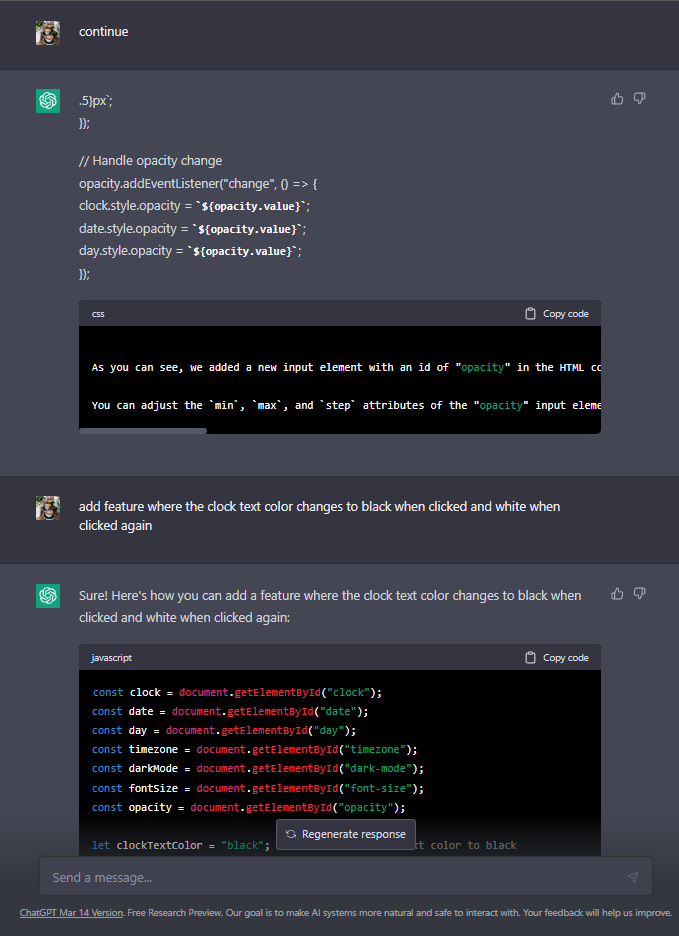 continue
.5}px`;
});
// Handle opacity change
opacity.addEventListener("change", () => {
clock.style.opacity = `${opacity.value}`;
date.style.opacity = `${opacity.value}`;
day.style.opacity = `${opacity.value}`;
});
css
Copy code
As you can see, we added a new input element with an id of "opacity" in the HTML co
You can adjust the `min`, `max`, and `step` attributes of the "opacity" input eleme
add feature where the clock text color changes to black when clicked and white when
clicked again
Sure! Here's how you can add a feature where the clock text color changes to black when
clicked and white when clicked again:
javascript
Copy code
const clock = document.getElementById("clock");
const date = document.getElementById("date");
const day = document.getElementById("day");
const timezone = document.getElementById("timezone");
const darkMode = document.getElementById("dark-mode");
const fontSize = document.getElementById("font-size");
const opacity = document.getElementById("opacity");
let clockTextColor = "black"; xt color to black
Regenerate response
Send a message...
ChatGPT Mar 14 Version. Free Research Preview. Our goal is to make AI systems more natural and safe to interact with. Your feedback will help us improve.